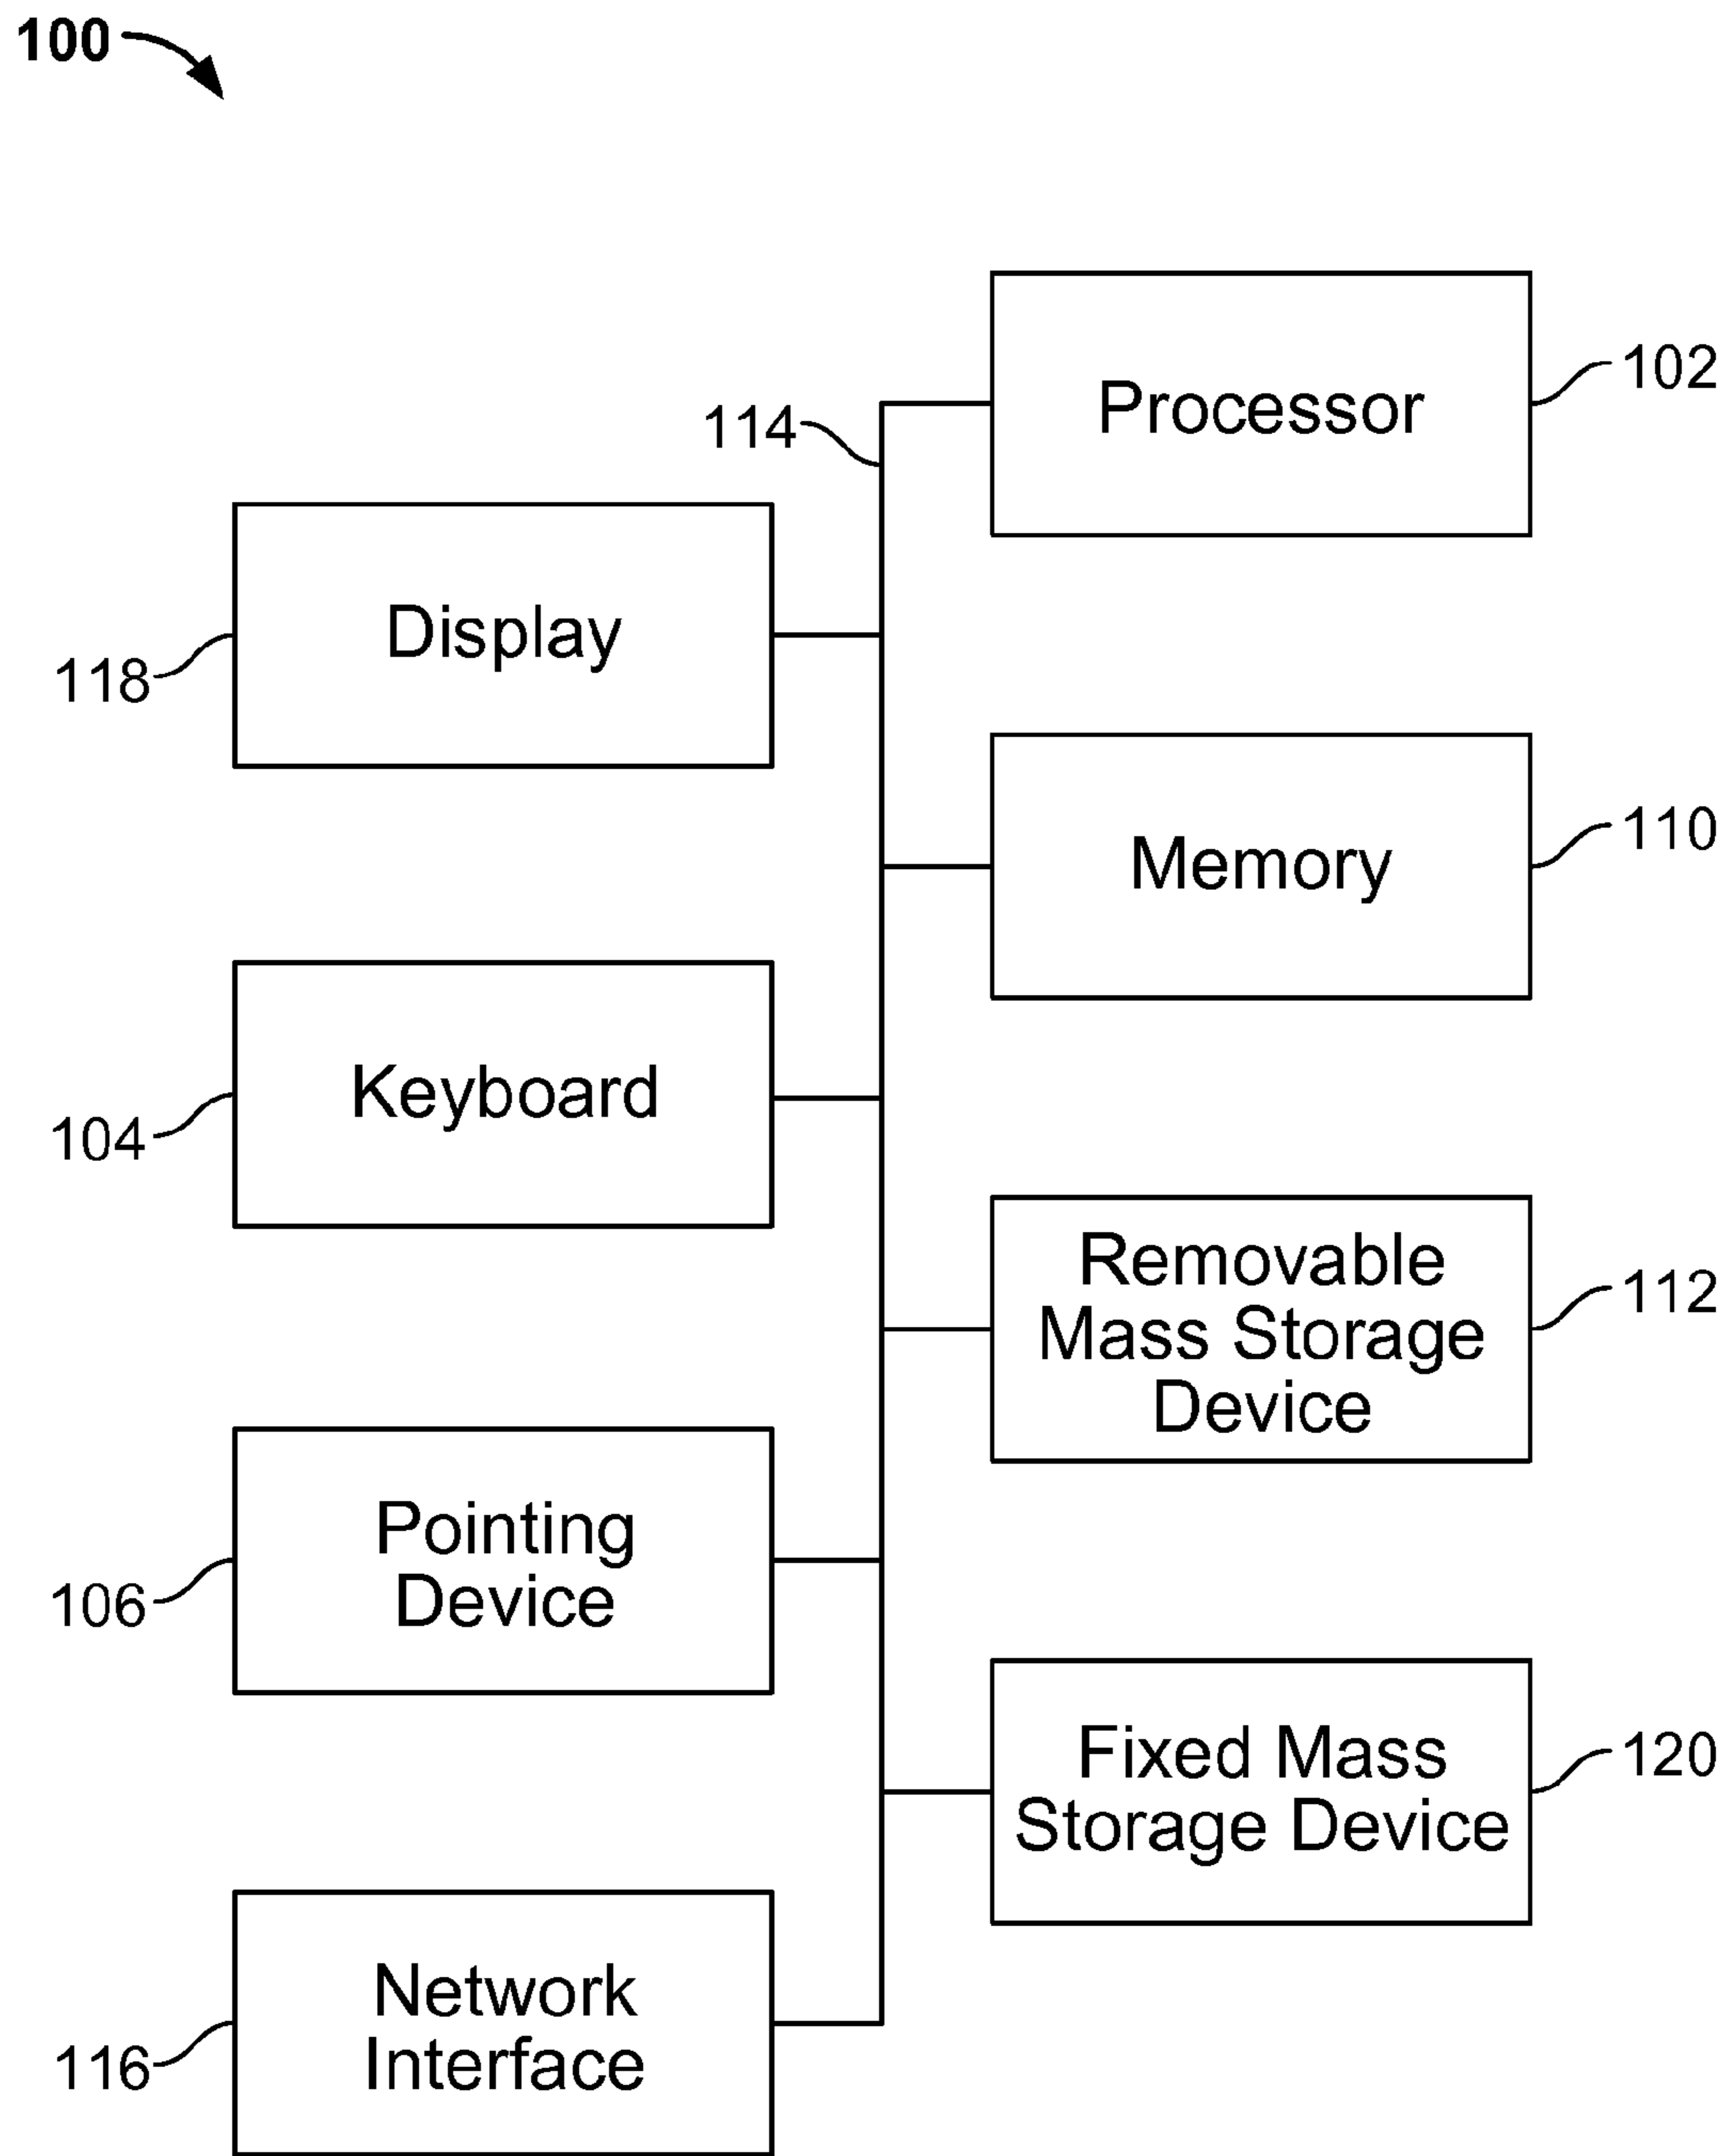 100
Processor
102
114
Display
118
Memory
110
Keyboard
104
Removable
Mass Storage
Device
112
Pointing
Device
106
Fixed Mass
Storage Device
120
Network
Interface
116